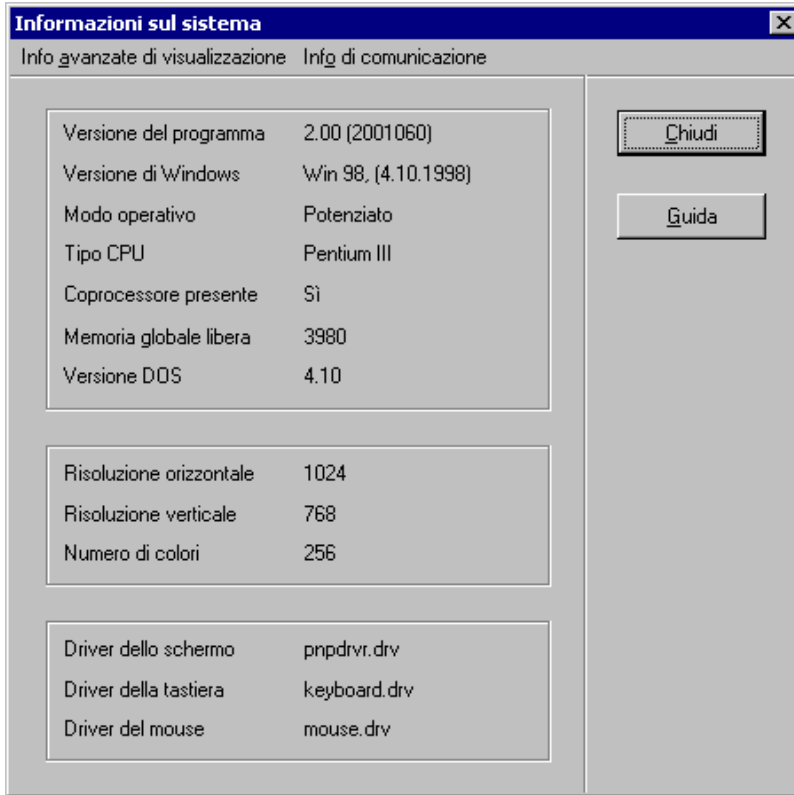 Informazioni sul sistema
Info avanzate di visualizzazione Info di comunicazione
Versione del programma 2.00 (2001060)
Versione di Windows Win 98, (4.10.1998)
Modo operativo Potenziato
Tipo CPU Pentium III
Coprocessore presente Sì
Memoria globale libera 3980
Versione DOS 4.10
Risoluzione orizzontale 1024
Risoluzione verticale 768
Numero di colori 256
Driver dello schermo pnpdrvr.drv
Driver della tastiera keyboard.drv
Driver del mouse mouse.drv
Chiudi
Guida